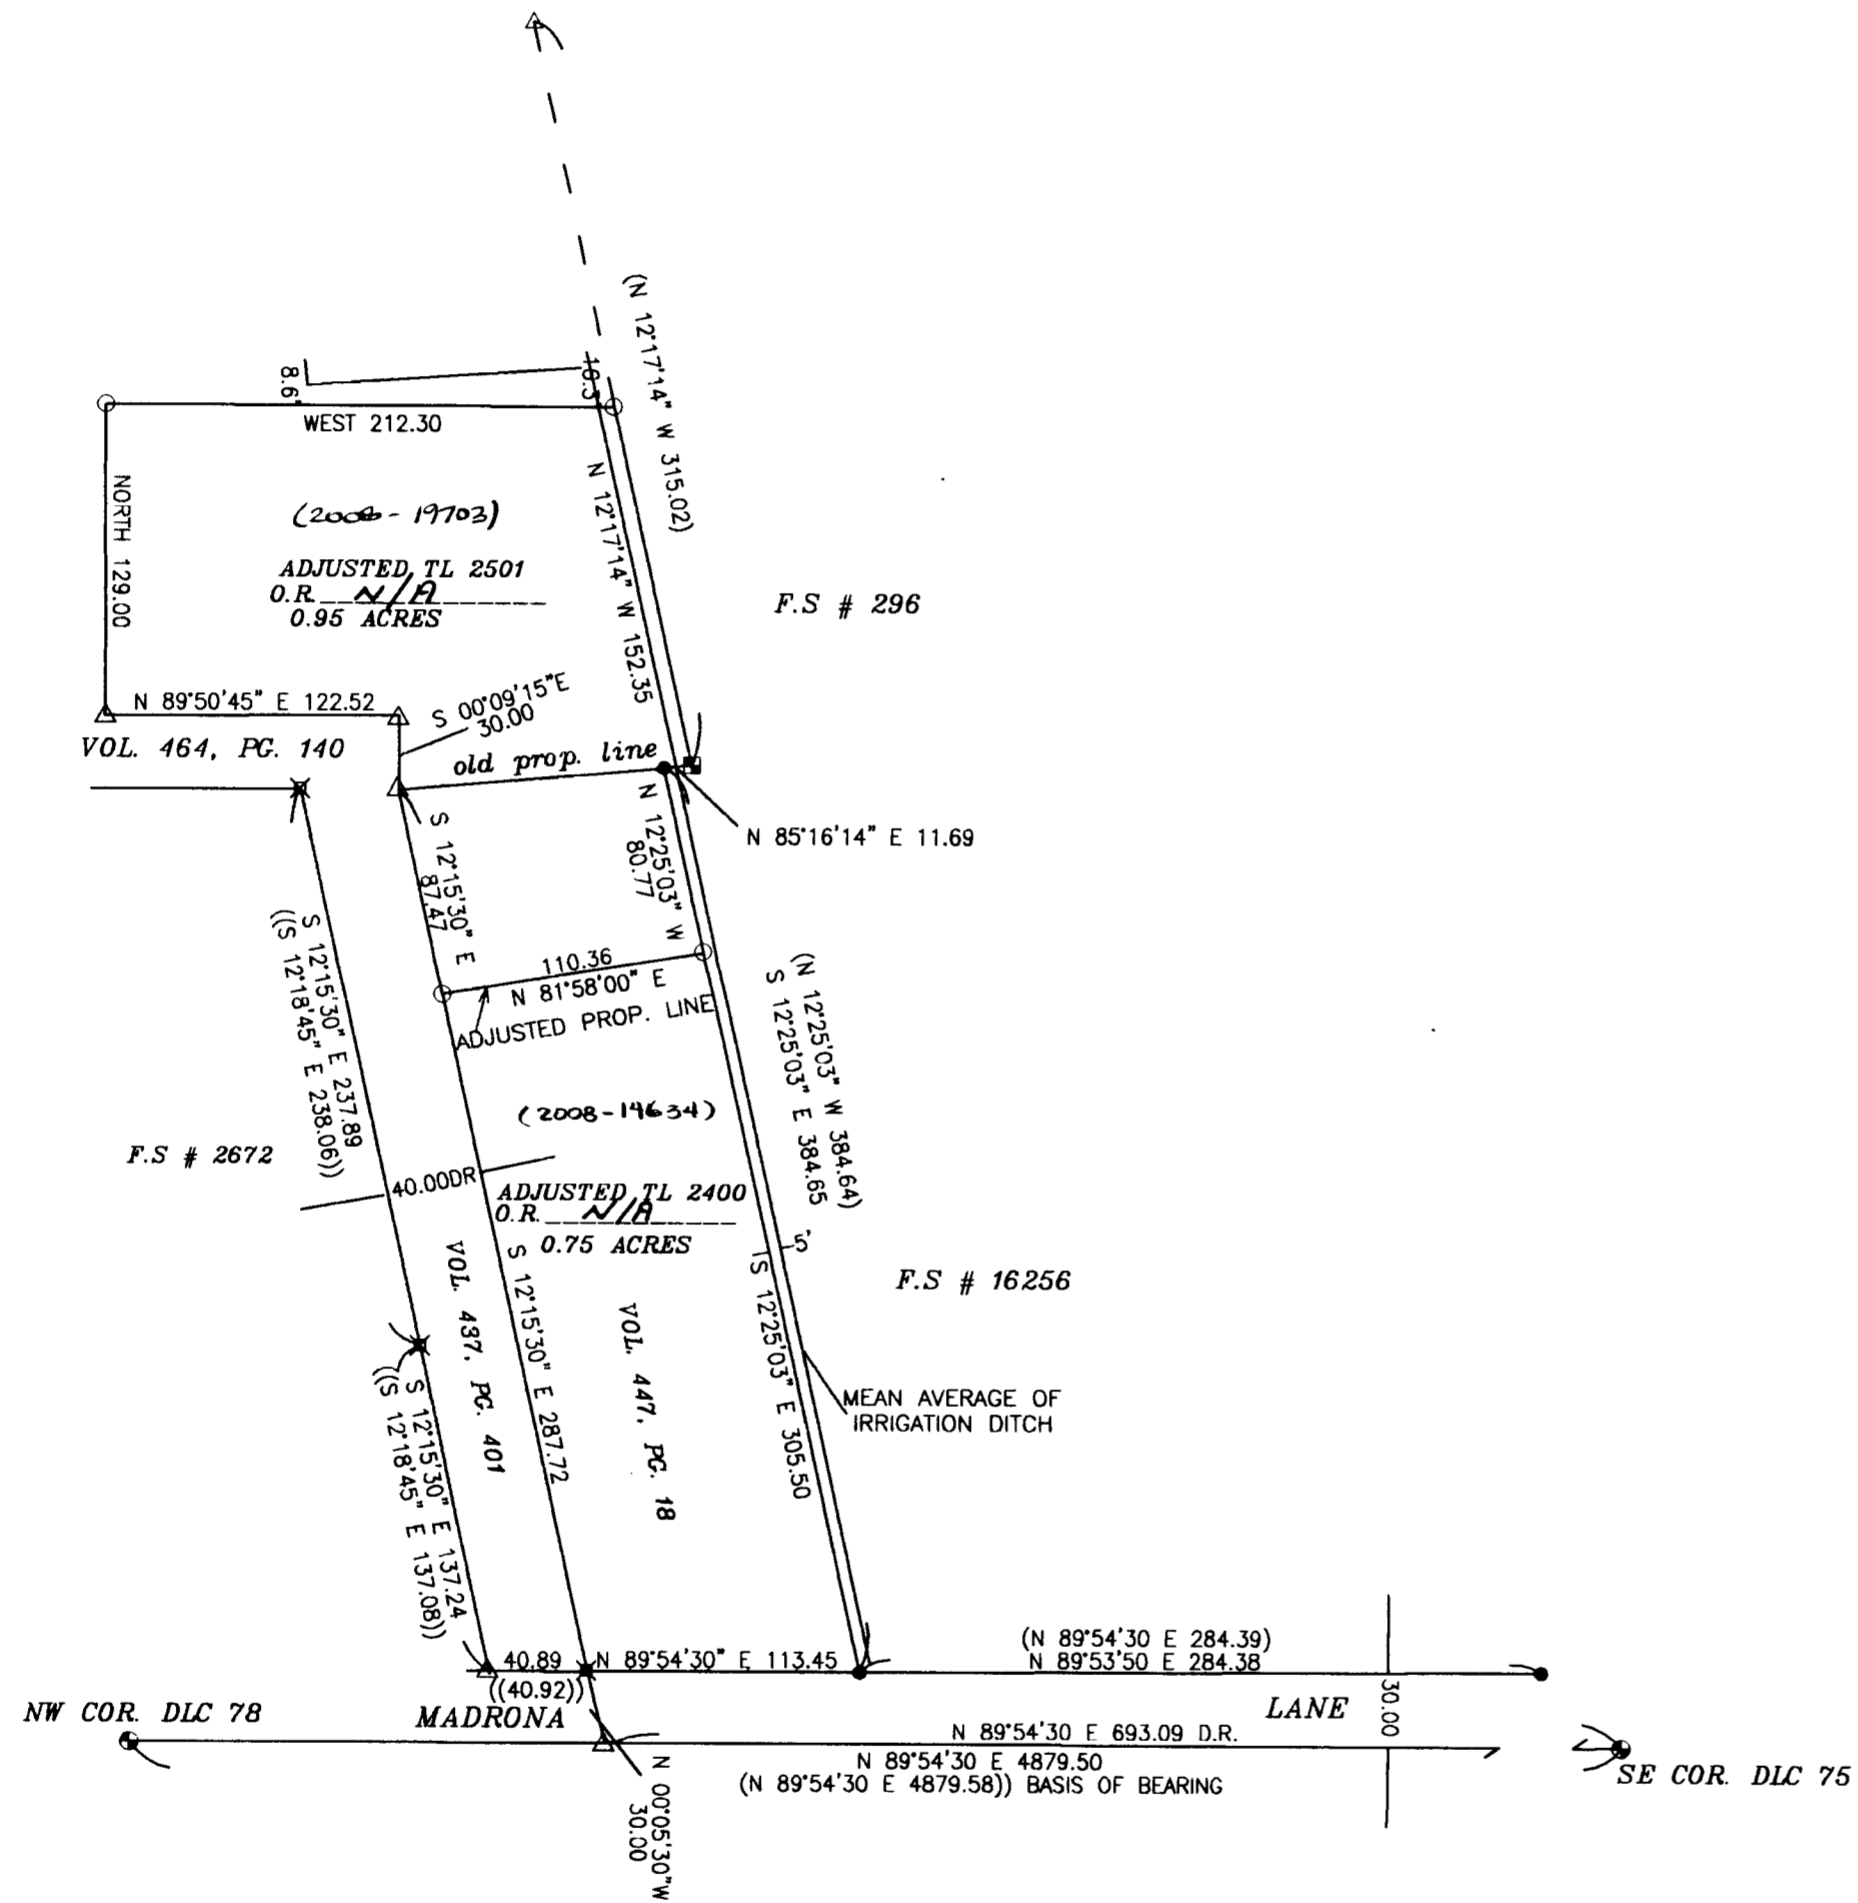 (N 12°17'14" W 315.02)
8.6'
16.3'
WEST 212.30
NORTH 129.00
N 12°17'14" W 152.35
(2008-19703)
ADJUSTED TL 2501
O.R. N/A
0.95 ACRES
F.S # 296
N 89°50'45" E 122.52
S 00°09'15"E
30.00
VOL. 464, PG. 140
old prop. line
N 85°16'14" E 11.69
N 12°25'03" W
80.77
S 12°15'30" E
87.47
110.36
N 81°58'00" E
ADJUSTED PROP. LINE
S 12°15'30" E 237.89
((S 12°18'45" E 238.06))
(N 12°25'03" W 384.64)
S 12°25'03" E 384.65
(2008-14634)
F.S # 2672
40.00DR
ADJUSTED TL 2400
O.R. N/A
0.75 ACRES
5'
F.S # 16256
VOL. 437, PG. 401
S 12°15'30" E 287.72
VOL. 447, PG. 18
S 12°25'03" E 305.50
MEAN AVERAGE OF
IRRIGATION DITCH
S 12°15'30" E 137.24
((S 12°18'45" E 137.08))
40.89
((40.92))
N 89°54'30" E 113.45
(N 89°54'30 E 284.39)
N 89°53'50 E 284.38
30.00
NW COR. DLC 78
MADRONA
LANE
N 89°54'30 E 693.09 D.R.
N 89°54'30 E 4879.50
(N 89°54'30 E 4879.58)) BASIS OF BEARING
SE COR. DLC 75
N 00°05'30"W
30.00